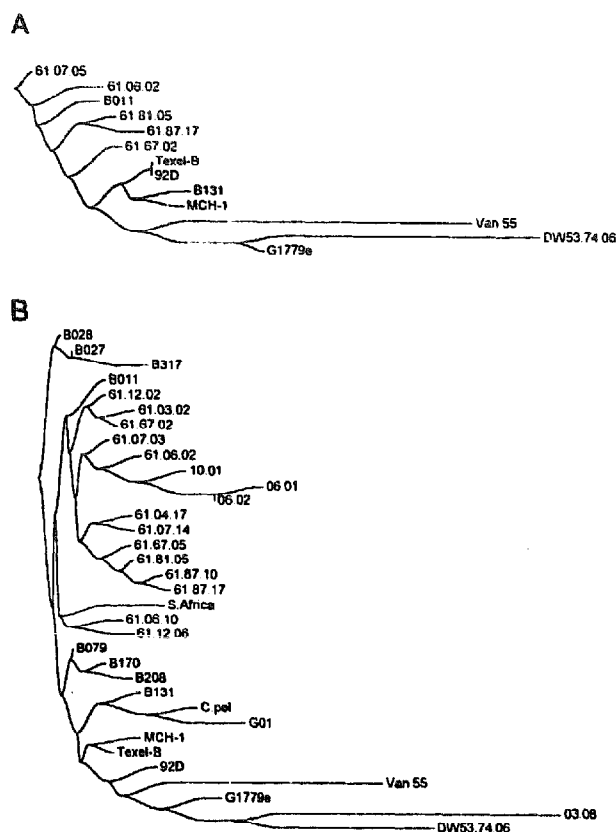 A
61.07.05
61.06.02
B011
61.81.05
61.87.17
61.67.02
Texel-B
92D
B131
MCH-1
Van 55
DW53.74.06
G1779e
B
B028
B027
B317
B011
61.12.02
61.03.02
61.67.02
61.07.03
61.06.02
10.01
06.01
06.02
61.04.17
61.07.14
61.67.05
61.81.05
61.87.10
61.87.17
S.Africa
61.06.10
61.12.06
B079
B170
B208
B131
C.pel
G01
MCH-1
Texel-B
92D
Van 55
G1779e
03.08
DW53.74.06